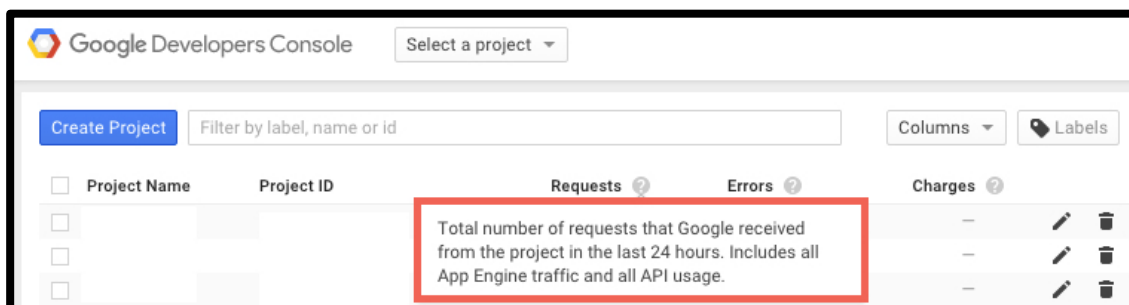 Google Developers Console Select a project
Create Project Filter by label, name or id Columns Labels
Project Name Project ID Requests ? Errors ? Charges ?
Total number of requests that Google received
from the project in the last 24 hours. Includes all
App Engine traffic and all API usage.
—
—
—